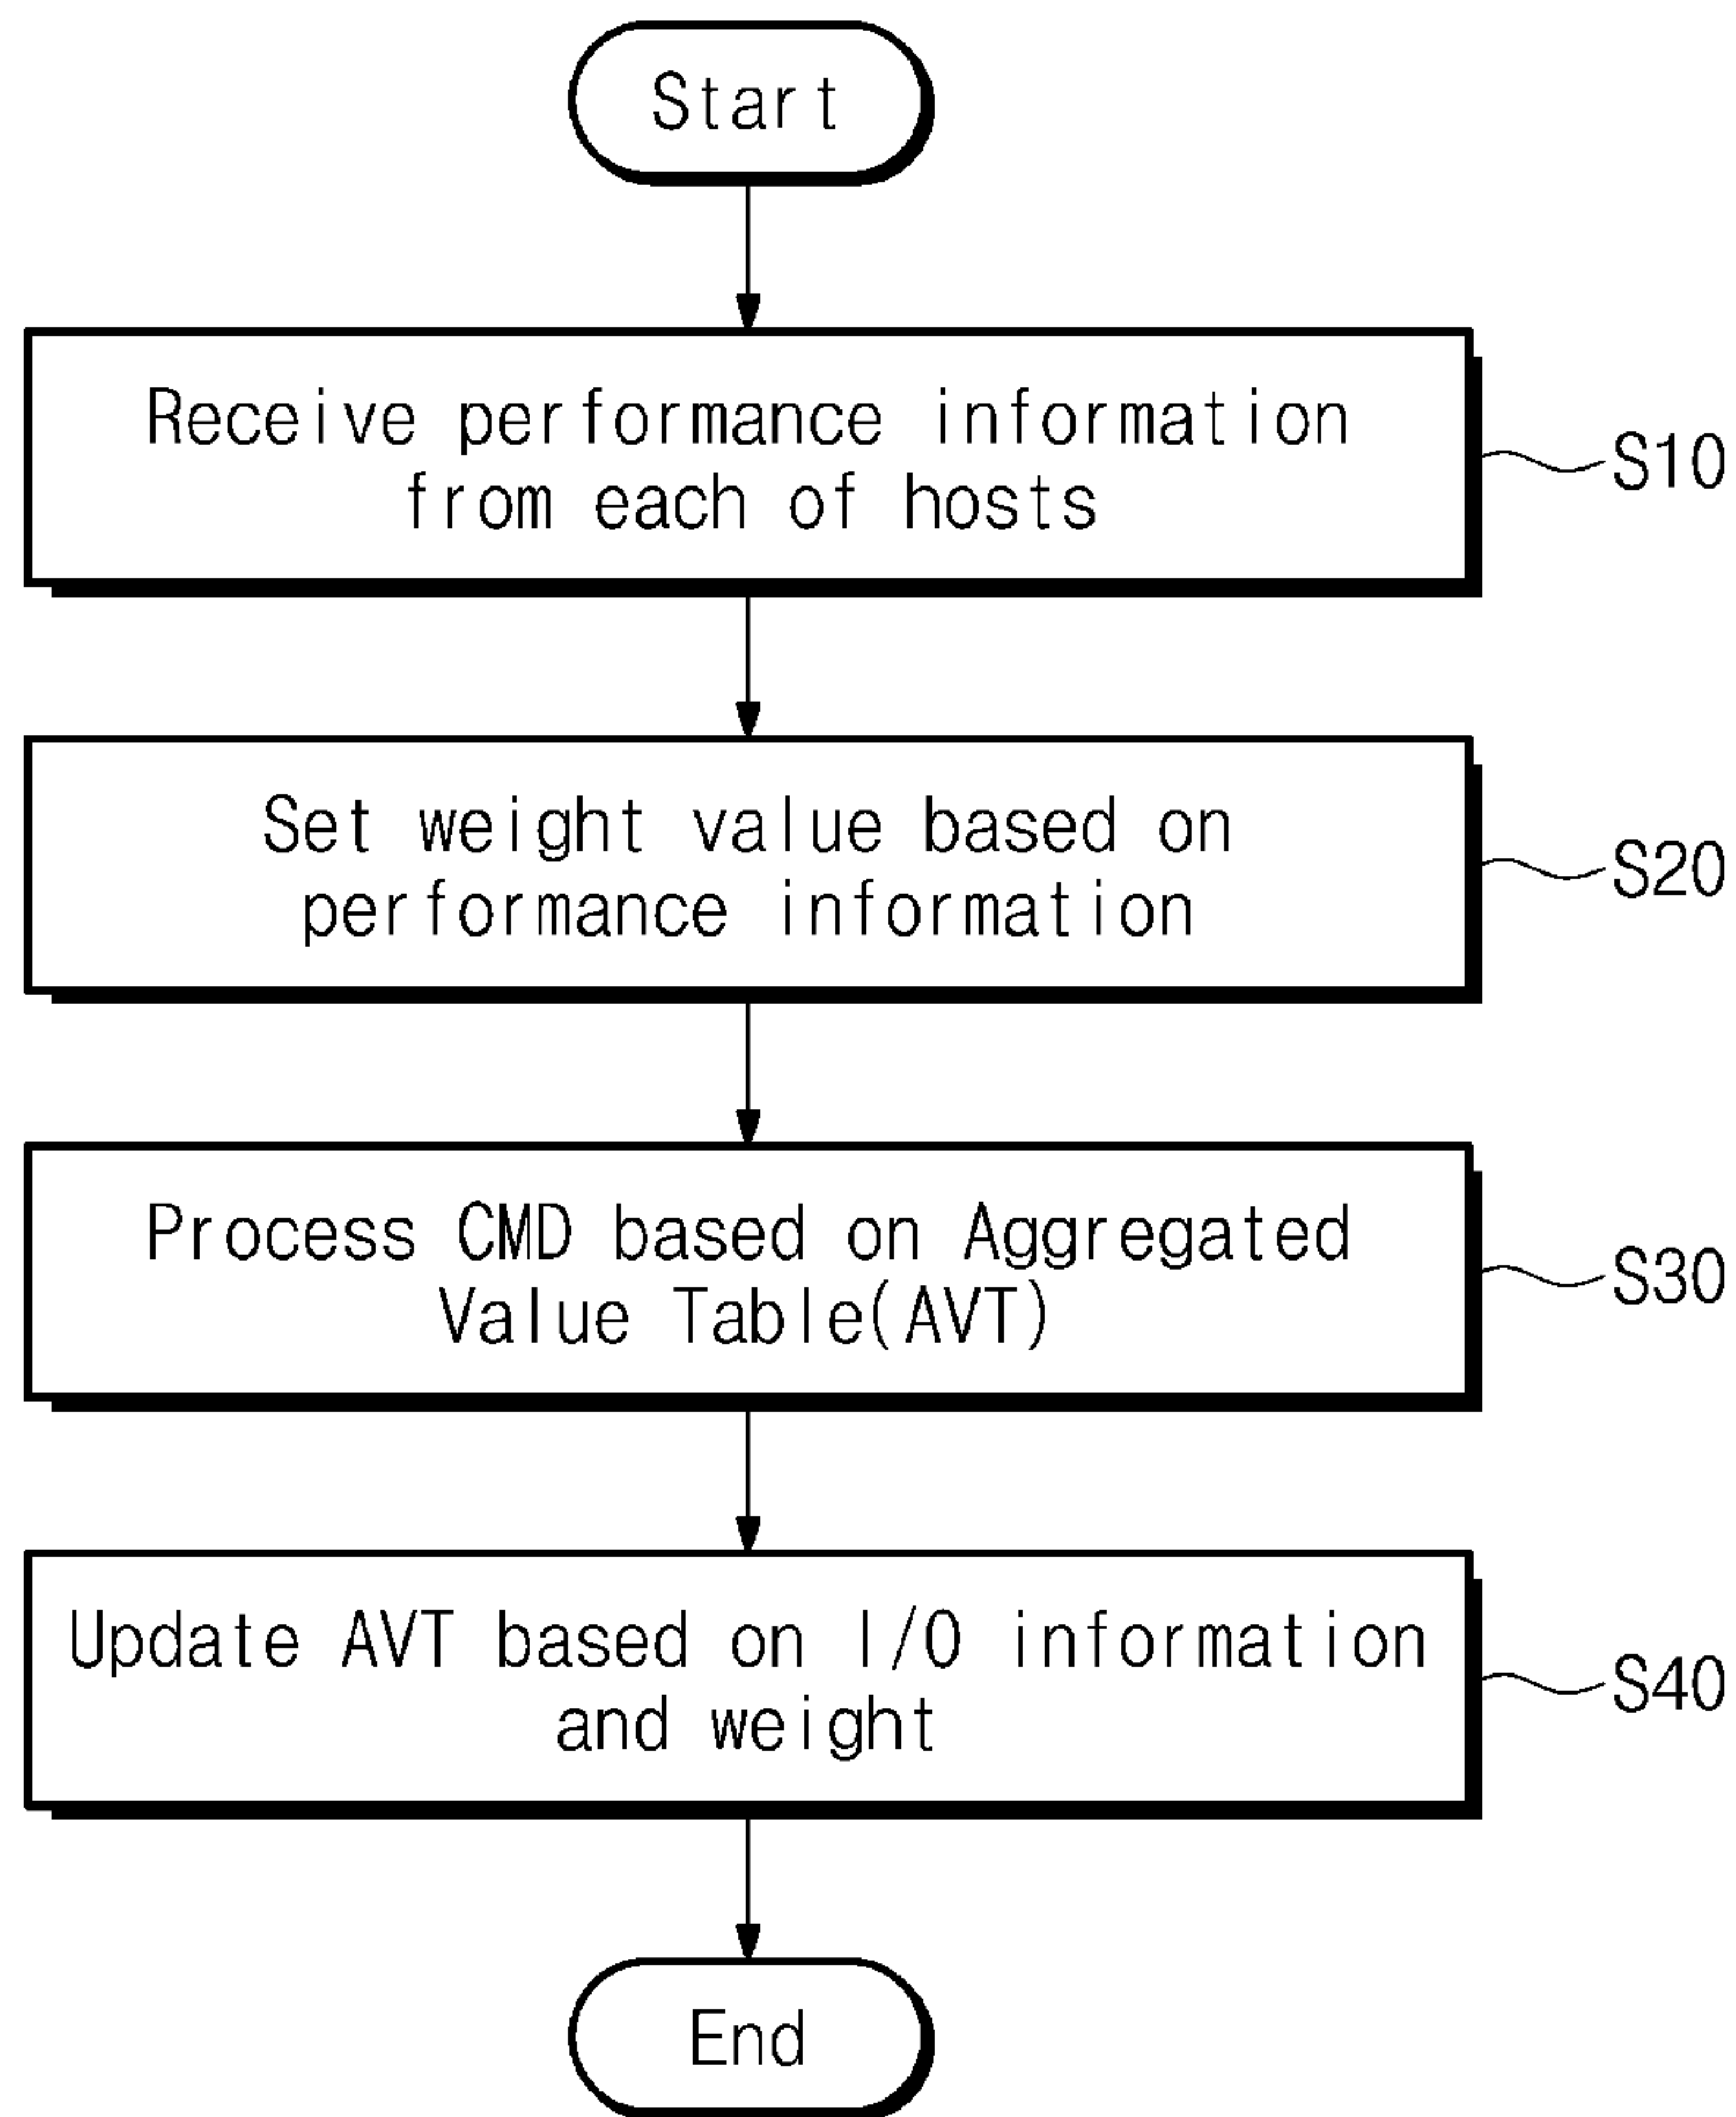 Start
Receive performance information
from each of hosts
S10
Set weight value based on
performance information
S20
Process CMD based on Aggregated
Value Table(AVT)
S30
Update AVT based on I/O information
and weight
S40
End